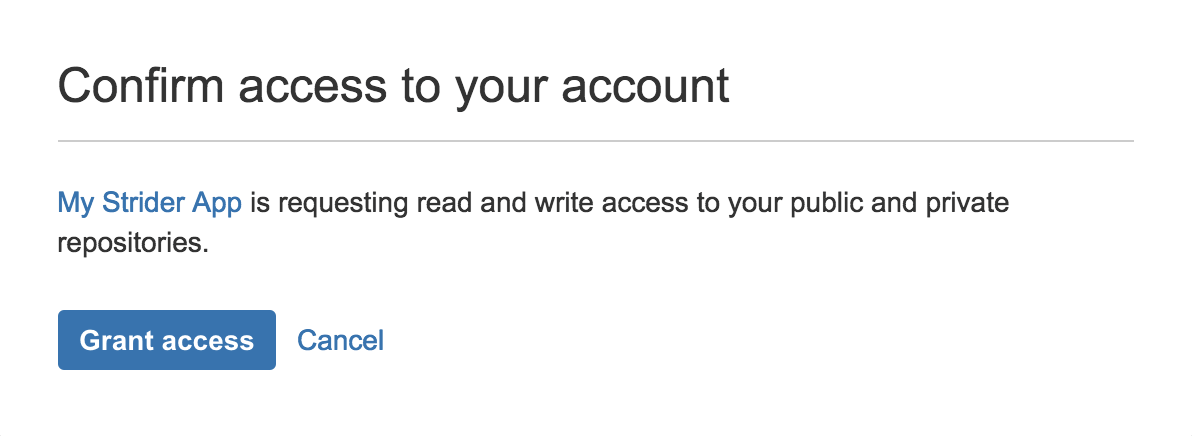 Confirm access to your account
My Strider App is requesting read and write access to your public and private
repositories.
Grant access Cancel